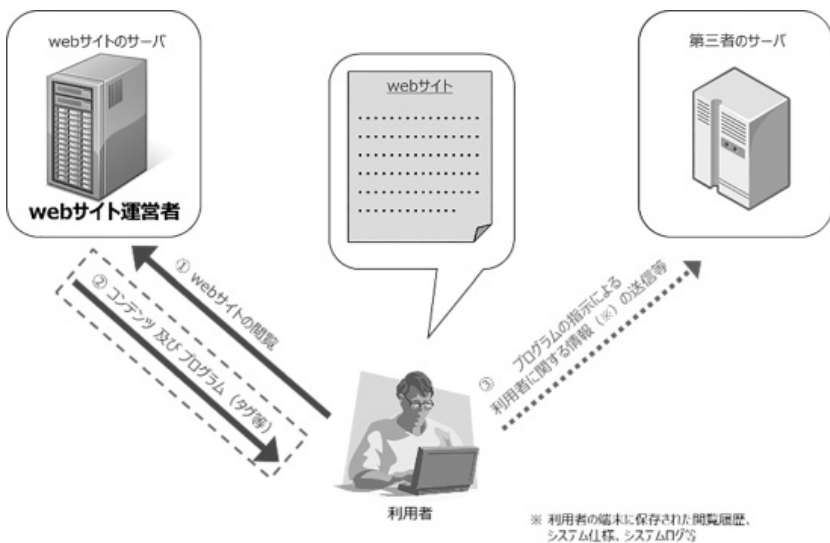 webサイトのサーバ
webサイト運営者
webサイト
第三者のサーバ
① webサイトの閲覧
② コンテンツ 及び プログラム（タグ等）
③ プログラムの指示による
利用者に関する情報（※）の送信等
利用者
※ 利用者の端末に保存された閲覧履歴、
システム仕様、システムログ等